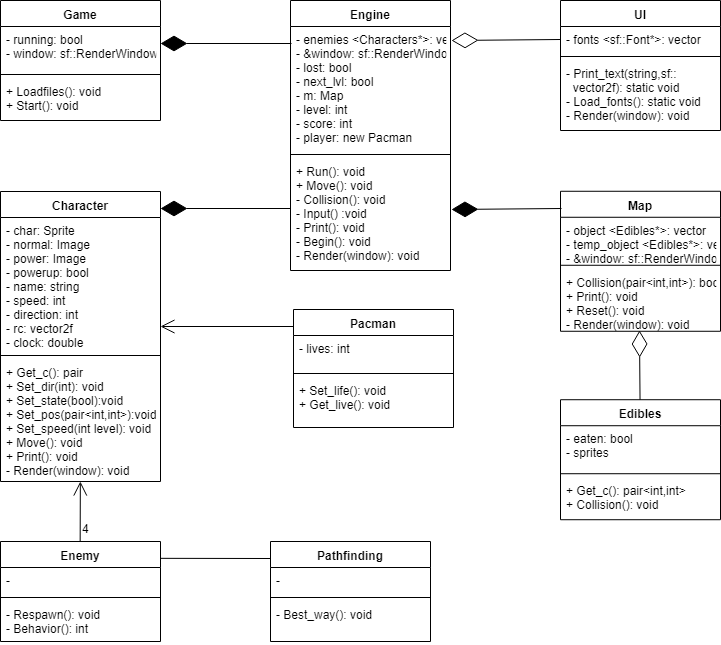 Game
- running: bool
- window: sf::RenderWindow
+ Loadfiles(): void
+ Start(): void
Engine
- enemies <Characters*>: ve
- &window: sf::RenderWindo
- lost: bool
- next_lvl: bool
- m: Map
- level: int
- score: int
- player: new Pacman
+ Run(): void
+ Move(): void
- Collision(): void
- Input() :void
- Print(): void
- Begin(): void
- Render(window): void
UI
- fonts <sf::Font*>: vector
- Print_text(string,sf::
vector2f): static void
- Load_fonts(): static void
- Render(window): void
Character
- char: Sprite
- normal: Image
- power: Image
- powerup: bool
- name: string
- speed: int
- direction: int
- rc: vector2f
- clock: double
+ Get_c(): pair
+ Set_dir(int): void
+ Set_state(bool):void
+ Set_pos(pair<int,int>):void
+ Set_speed(int level): void
+ Move(): void
+ Print(): void
- Render(window): void
Map
- object <Edibles*>: vector
- temp_object <Edibles*>: ve
- &window: sf::RenderWindo
+ Collision(pair<int,int>): boo
+ Print(): void
+ Reset(): void
- Render(window): void
Pacman
- lives: int
+ Set_life(): void
+ Get_live(): void
Edibles
- eaten: bool
- sprites
+ Get_c(): pair<int,int>
+ Collision(): void
4
Enemy
-
- Respawn(): void
- Behavior(): int
Pathfinding
-
- Best_way(): void